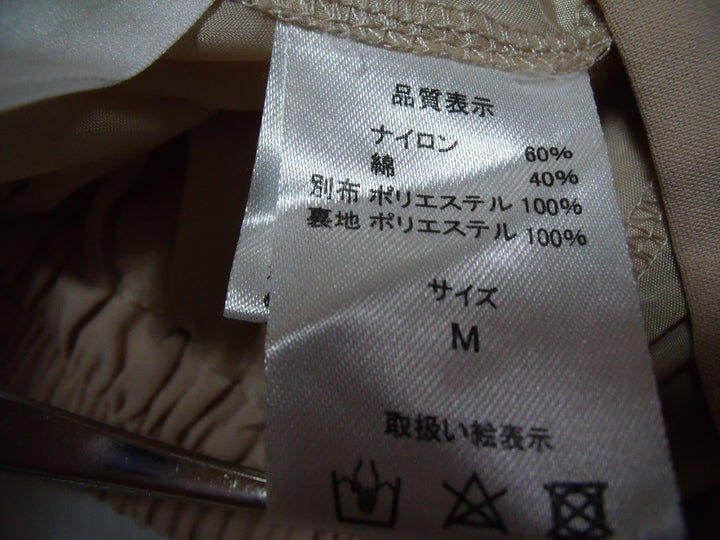 品質表示
ナイロン 60%
綿 40%
別布 ポリエステル 100%
裏地 ポリエステル 100%
サイズ
M
取扱い絵表示